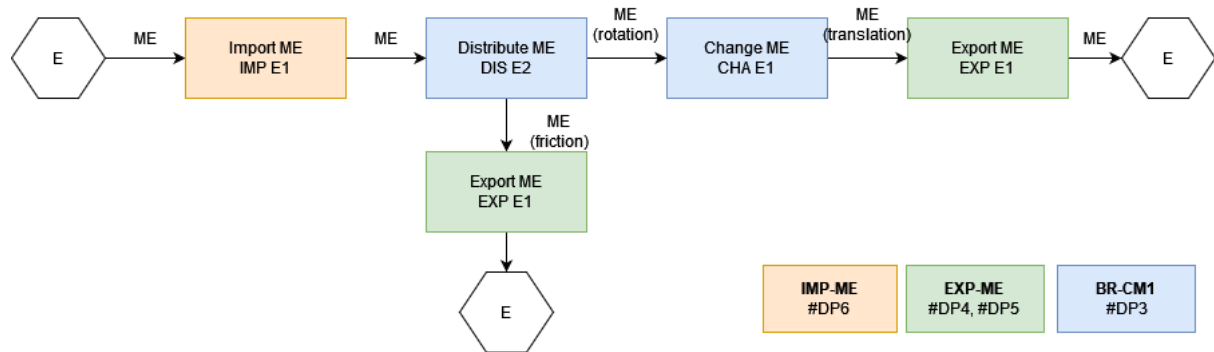 E
ME
Import ME
IMP E1
ME
Distribute ME
DIS E2
ME
(rotation)
Change ME
CHA E1
ME
(translation)
Export ME
EXP E1
ME
E
ME
(friction)
Export ME
EXP E1
E
IMP-ME
#DP6
EXP-ME
#DP4, #DP5
BR-CM1
#DP3